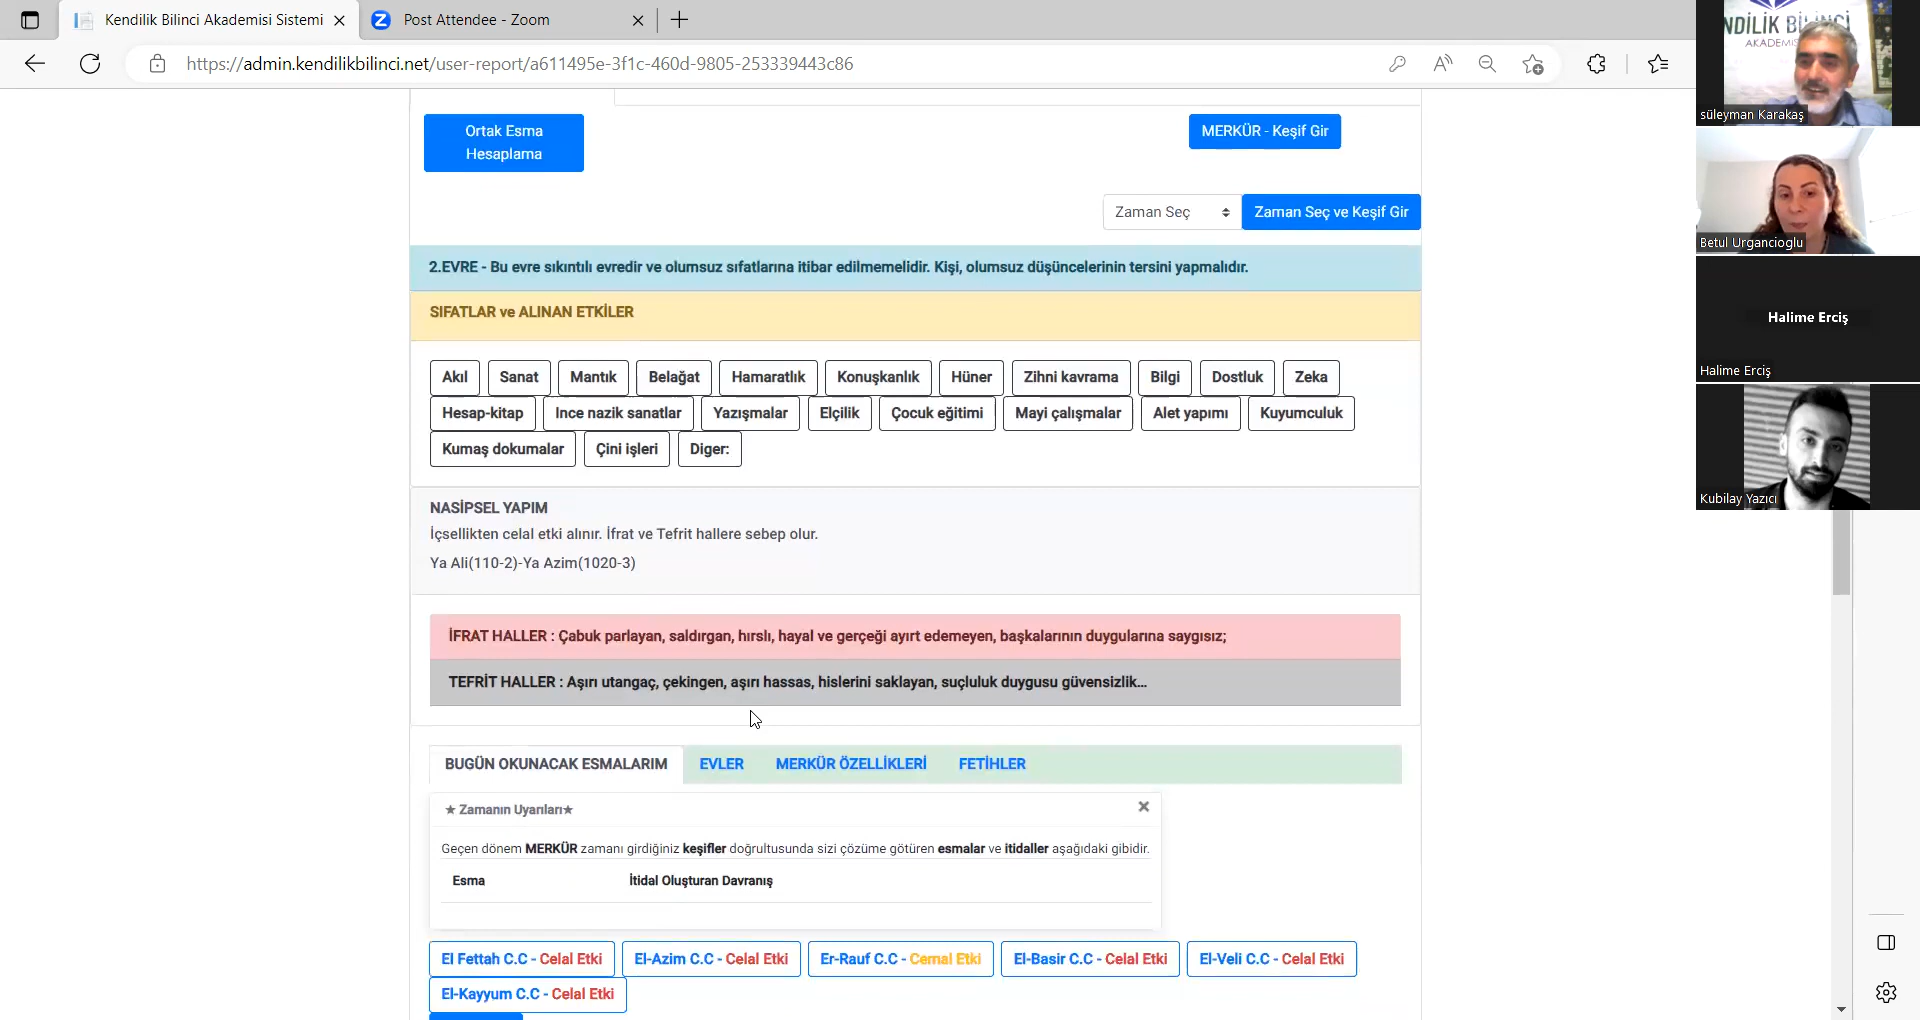 Kendilik Bilinci Akademisi Sistemi
Post Attendee - Zoom
https://admin.kendilikbilinci.net/user-report/a611495e-3f1c-460d-9805-253339443c86
NDİLİK BİLİNCİ
AKADEMİS
süleyman Karakaş
Betul Urgancioglu
Halime Erciş
Halime Erciş
Kubilay Yazıcı
Ortak Esma
Hesaplama
MERKÜR - Keşif Gir
Zaman Seç
Zaman Seç ve Keşif Gir
2.EVRE - Bu evre sıkıntılı evredir ve olumsuz sıfatlarına itibar edilmemelidir. Kişi, olumsuz düşüncelerinin tersini yapmalıdır.
SIFATLAR ve ALINAN ETKİLER
Akıl Sanat Mantık Belağat Hamaratlık Konuşkanlık Hüner Zihni kavrama Bilgi Dostluk Zeka
Hesap-kitap Ince nazik sanatlar Yazışmalar Elçilik Çocuk eğitimi Mayi çalışmalar Alet yapımı Kuyumculuk
Kumaş dokumalar Çini işleri Diger:
NASİPSEL YAPIM
İçsellikten celal etki alınır. İfrat ve Tefrit hallere sebep olur.
Ya Ali(110-2)-Ya Azim(1020-3)
İFRAT HALLER : Çabuk parlayan, saldırgan, hırslı, hayal ve gerçeği ayırt edemeyen, başkalarının duygularına saygısız;
TEFRİT HALLER : Aşırı utangaç, çekingen, aşırı hassas, hislerini saklayan, suçluluk duygusu güvensizlik...
BUGÜN OKUNACAK ESMALARIM EVLER MERKÜR ÖZELLİKLERİ FETİHLER
★ Zamanın Uyarıları★
Geçen dönem MERKÜR zamanı girdiğiniz keşifler doğrultusunda sizi çözüme götüren esmalar ve itidaller aşağıdaki gibidir.
Esma İtidal Oluşturan Davranış
El Fettah C.C - Celal Etki El-Azim C.C - Celal Etki Er-Rauf C.C - Cemal Etki El-Basir C.C - Celal Etki El-Veli C.C - Celal Etki
El-Kayyum C.C - Celal Etki